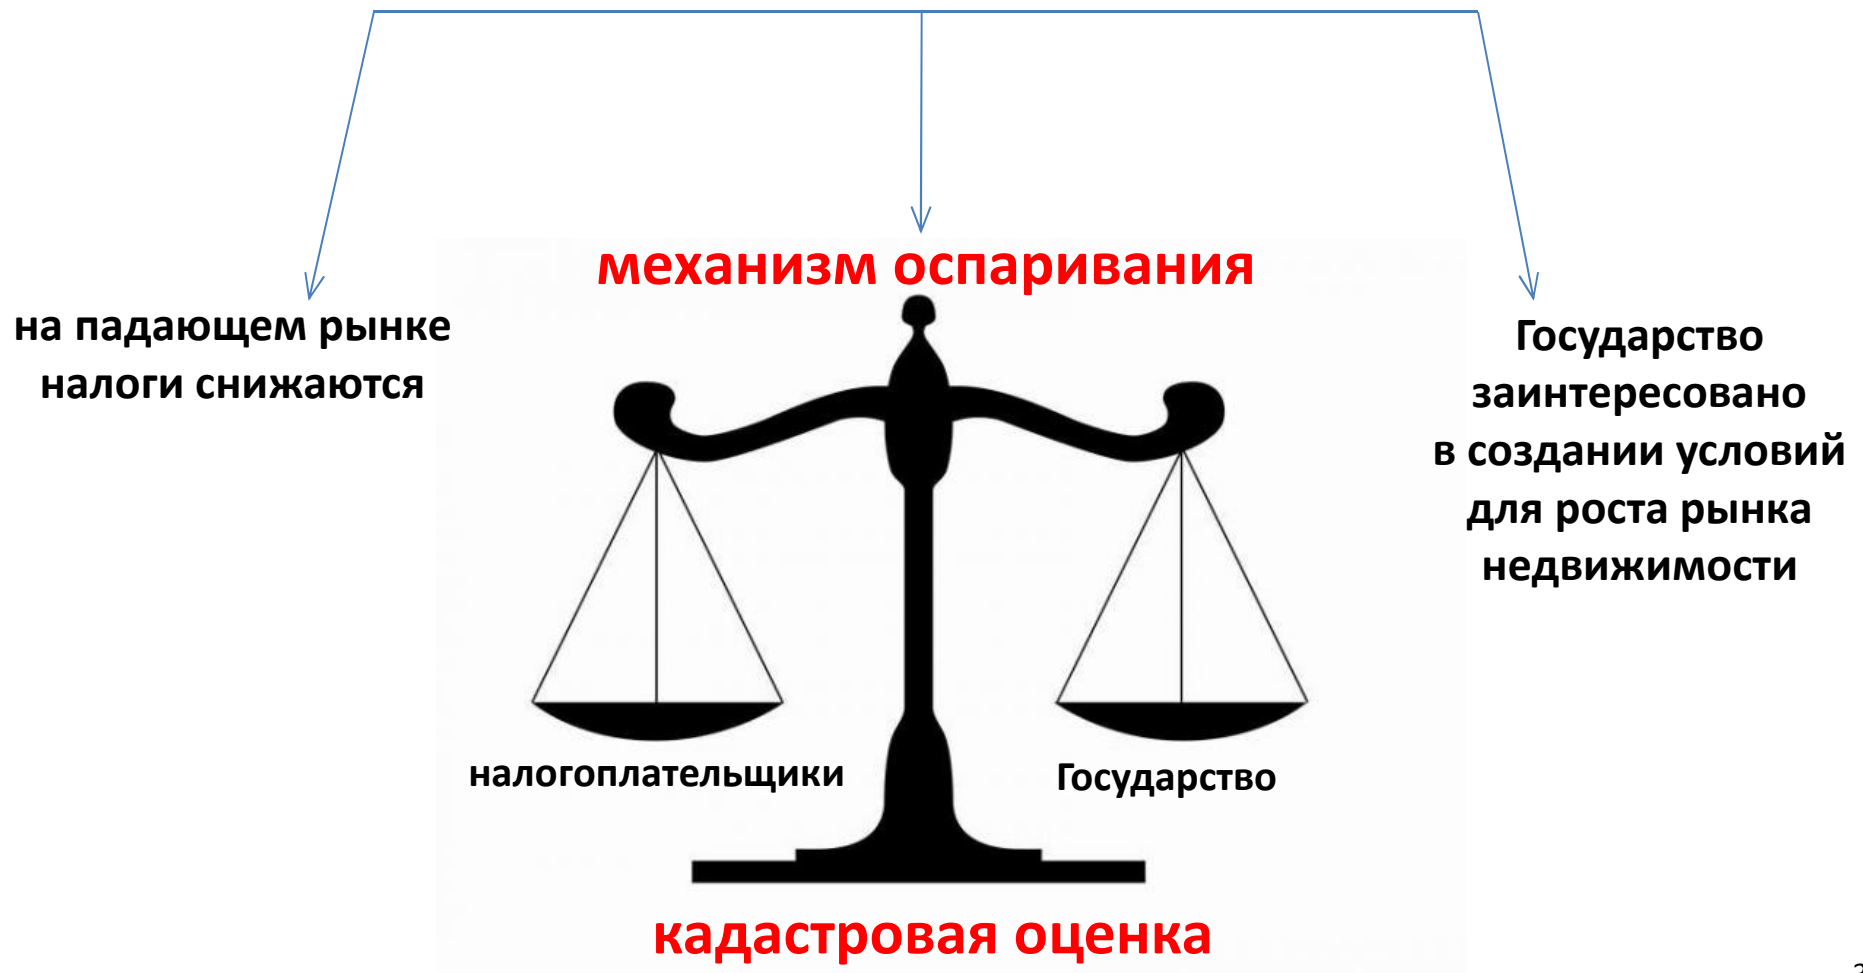 механизм оспаривания
на падающем рынке
налоги снижаются
Государство
заинтересовано
в создании условий
для роста рынка
недвижимости
налогоплательщики
Государство
кадастровая оценка